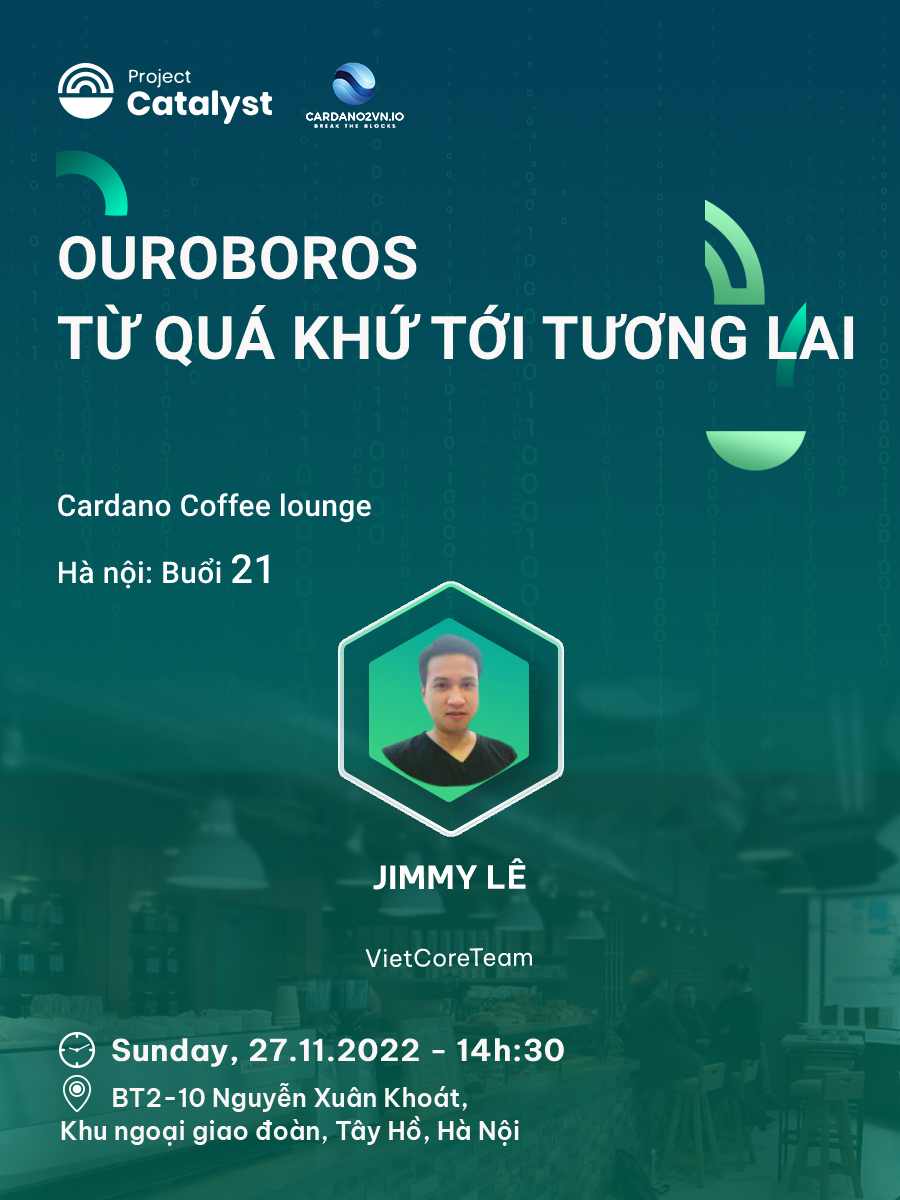 Project
Catalyst
CARDANO2VN.IO
BREAK THE BLOCKS
OUROBOROS
TỪ QUÁ KHỨ TỚI TƯƠNG LAI
Cardano Coffee lounge
Hà nội: Buổi 21
JIMMY LÊ
VietCoreTeam
Sunday, 27.11.2022 - 14h:30
BT2-10 Nguyễn Xuân Khoát,
Khu ngoại giao đoàn, Tây Hồ, Hà Nội